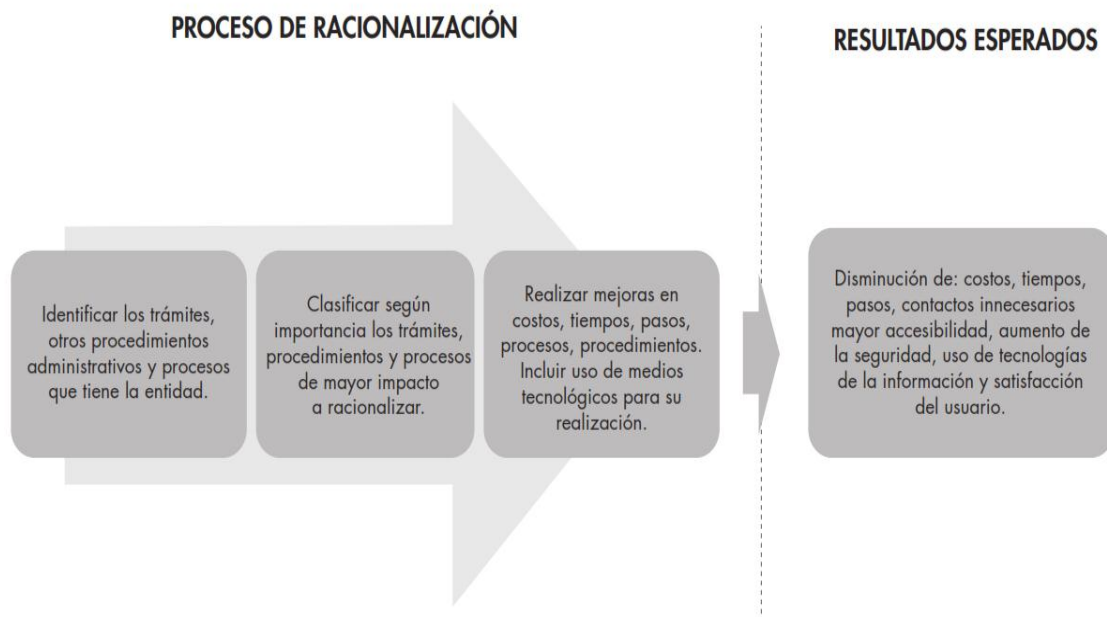 PROCESO DE RACIONALIZACIÓN
RESULTADOS ESPERADOS
Identificar los trámites,
otros procedimientos
administrativos y procesos
que tiene la entidad.
Clasificar según
importancia los trámites,
procedimientos y procesos
de mayor impacto
a racionalizar.
Realizar mejoras en
costos, tiempos, pasos,
procesos, procedimientos.
Incluir uso de medios
tecnológicos para su
realización.
Disminución de: costos, tiempos,
pasos, contactos innecesarios
mayor accesibilidad, aumento de
la seguridad, uso de tecnologías
de la información y satisfacción
del usuario.